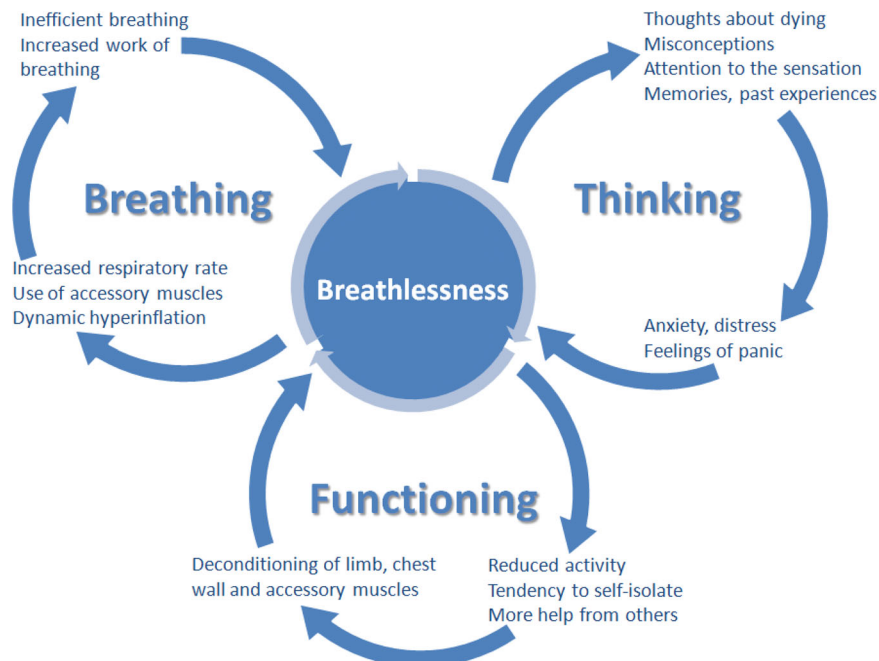 Inefficient breathing
Increased work of
breathing
Breathing
Increased respiratory rate
Use of accessory muscles
Dynamic hyperinflation
Thoughts about dying
Misconceptions
Attention to the sensation
Memories, past experiences
Thinking
Anxiety, distress
Feelings of panic
Breathlessness
Functioning
Deconditioning of limb, chest
wall and accessory muscles
Reduced activity
Tendency to self-isolate
More help from others